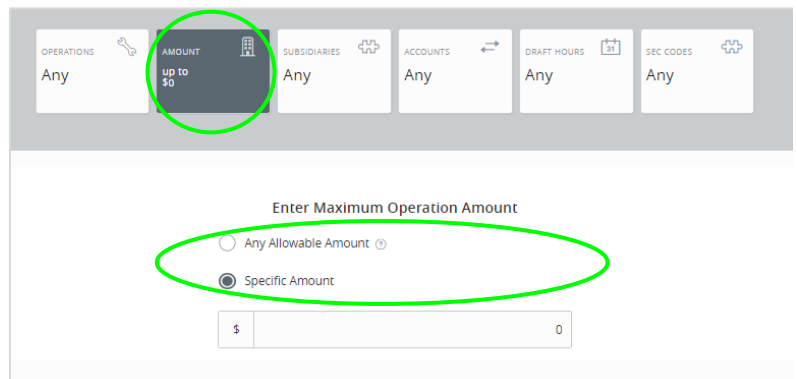 OPERATIONS
Any
AMOUNT
up to
$0
SUBSIDIARIES
Any
ACCOUNTS
Any
DRAFT HOURS
31
Any
SEC CODES
Any
Enter Maximum Operation Amount
Any Allowable Amount ?
Specific Amount
$ 0